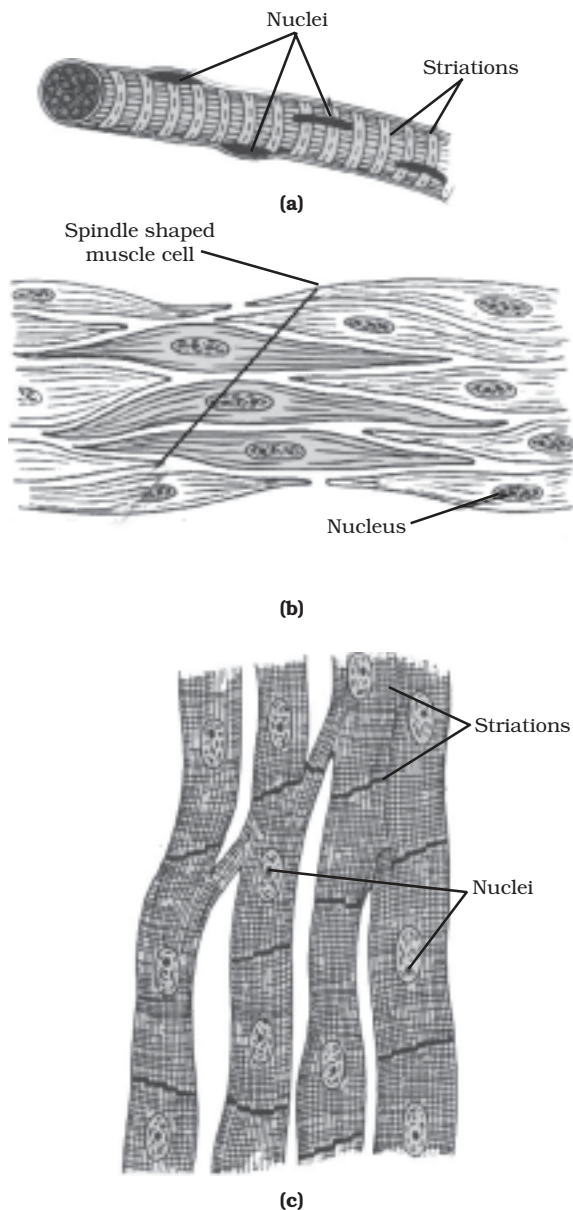 Nuclei
Striations
(a)
Spindle shaped
muscle cell
Nucleus
(b)
Striations
Nuclei
(c)